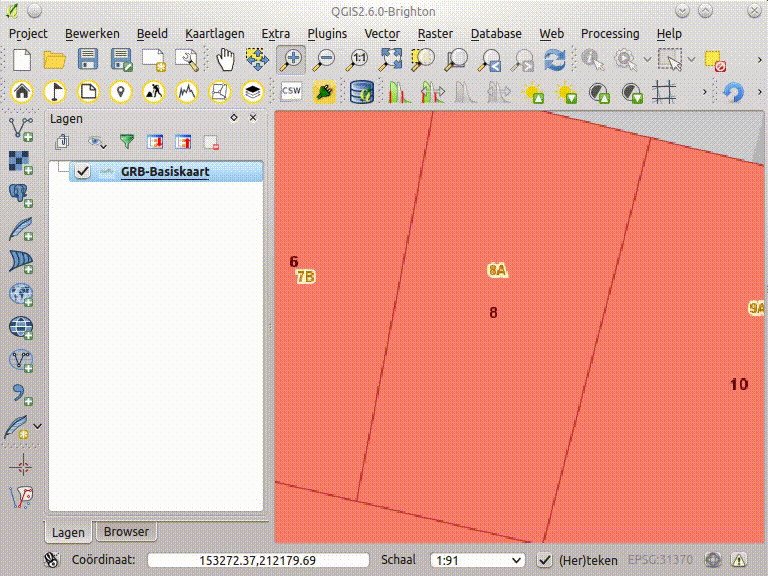 QGIS2.6.0-Brighton
Project Bewerken Beeld Kaartlagen Extra Plugins Vector Raster Database Web Processing Help
1:1
CSW
Lagen
GRB-Basiskaart
6
7B
8A
8
9A
10
Lagen Browser
Coördinaat: 153272.37,212179.69 Schaal 1:91 (Her)teken EPSG:31370